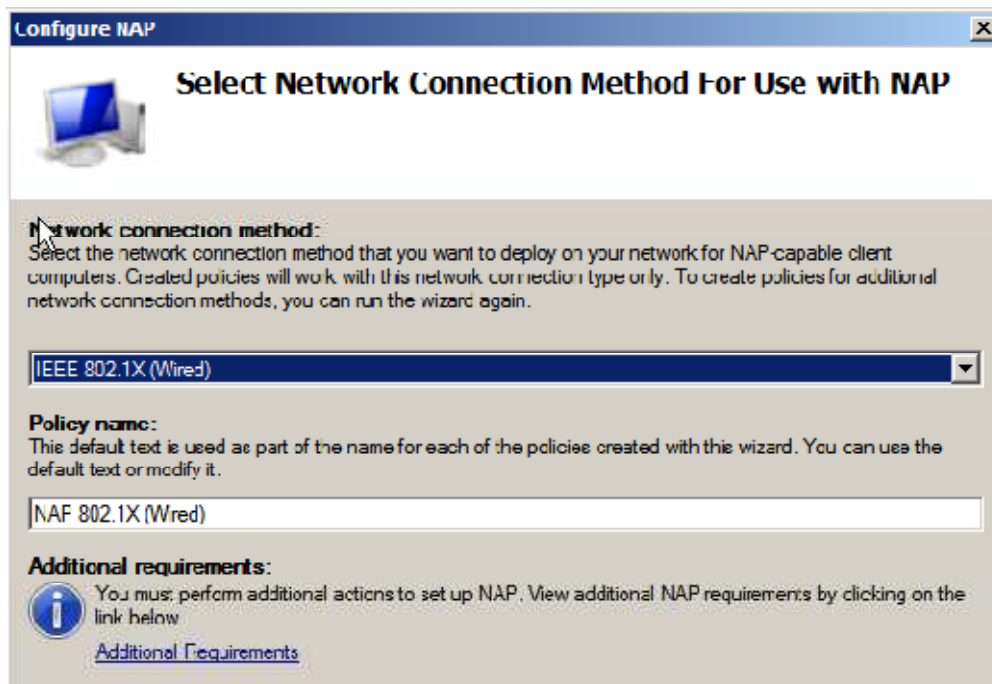 Configure NAP
Select Network Connection Method For Use with NAP
Network connection method:
Select the network connection method that you want to deploy on your network for NAP-capable client
computers. Created policies will work with this network connection type only. To create policies for additional
network connection methods, you can run the wizard again.
IEEE 802.1X (Wired)
Policy name:
This default text is used as part of the name for each of the policies created with this wizard. You can use the
default text or modify it.
NAP 802.1X (Wired)
Additional requirements:
You must perform additional actions to set up NAP. View additional NAP requirements by clicking on the
link below
Additional Requirements